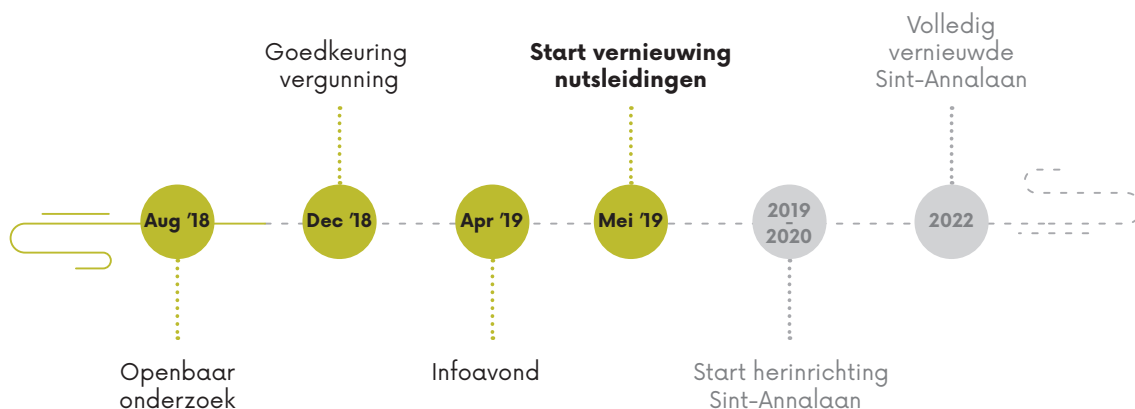 Goedkeuring
vergunning
Start vernieuwing
nutsleidingen
Volledig
vernieuwde
Sint-Annalaan
Aug '18
Dec '18
Apr '19
Mei '19
2019
-
2020
2022
Openbaar
onderzoek
Infoavond
Start herinrichting
Sint-Annalaan